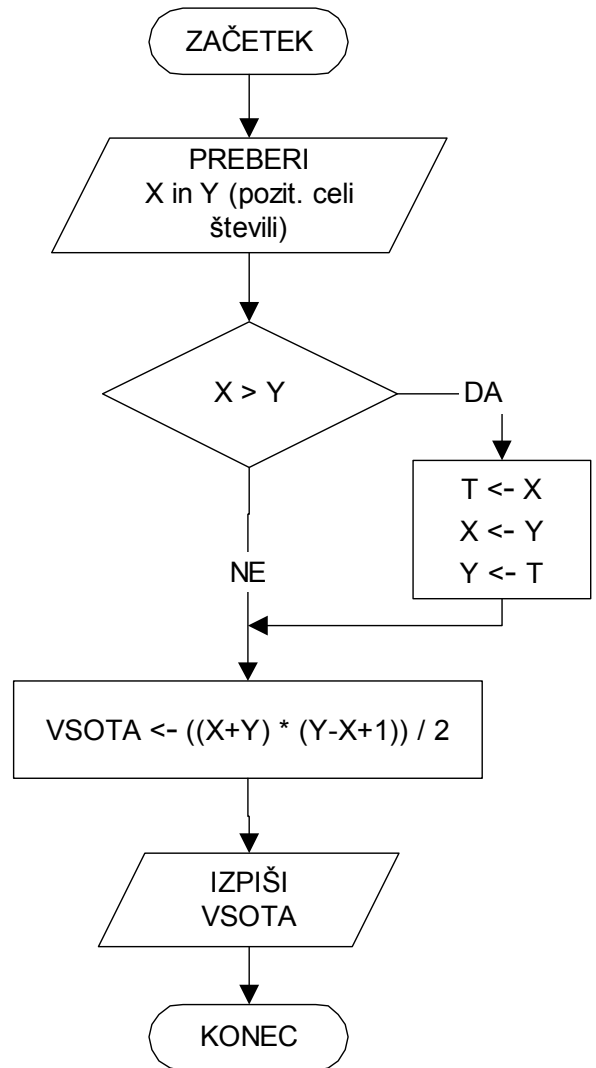 ZAČETEK
PREBERI
X in Y (pozit. celi
števili)
X > Y
DA
T <- X
X <- Y
Y <- T
NE
VSOTA <- ((X+Y) * (Y-X+1)) / 2
IZPIŠI
VSOTA
KONEC